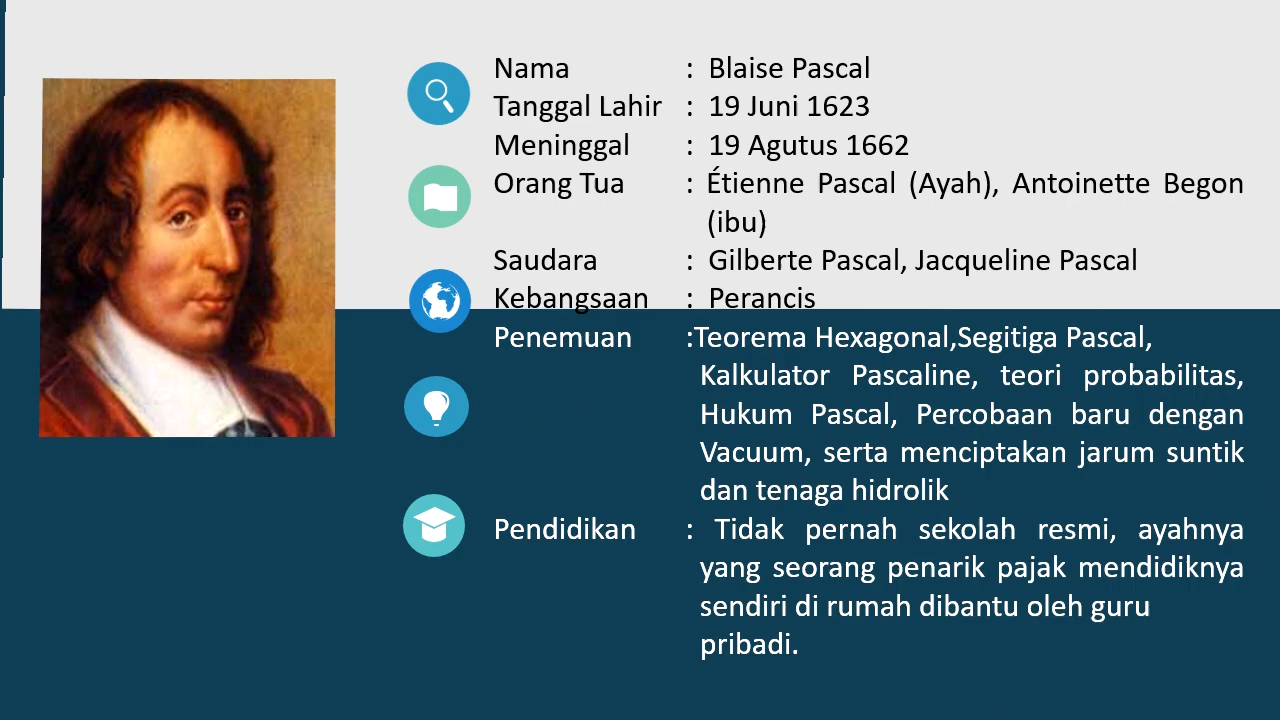 Nama : Blaise Pascal
Tanggal Lahir : 19 Juni 1623
Meninggal : 19 Agutus 1662
Orang Tua : Étienne Pascal (Ayah), Antoinette Begon
(ibu)
Saudara : Gilberte Pascal, Jacqueline Pascal
Kebangsaan : Perancis
Penemuan :Teorema Hexagonal,Segitiga Pascal,
Kalkulator Pascaline, teori probabilitas,
Hukum Pascal, Percobaan baru dengan
Vacuum, serta menciptakan jarum suntik
dan tenaga hidrolik
Pendidikan : Tidak pernah sekolah resmi, ayahnya
yang seorang penarik pajak mendidiknya
sendiri di rumah dibantu oleh guru
pribadi.